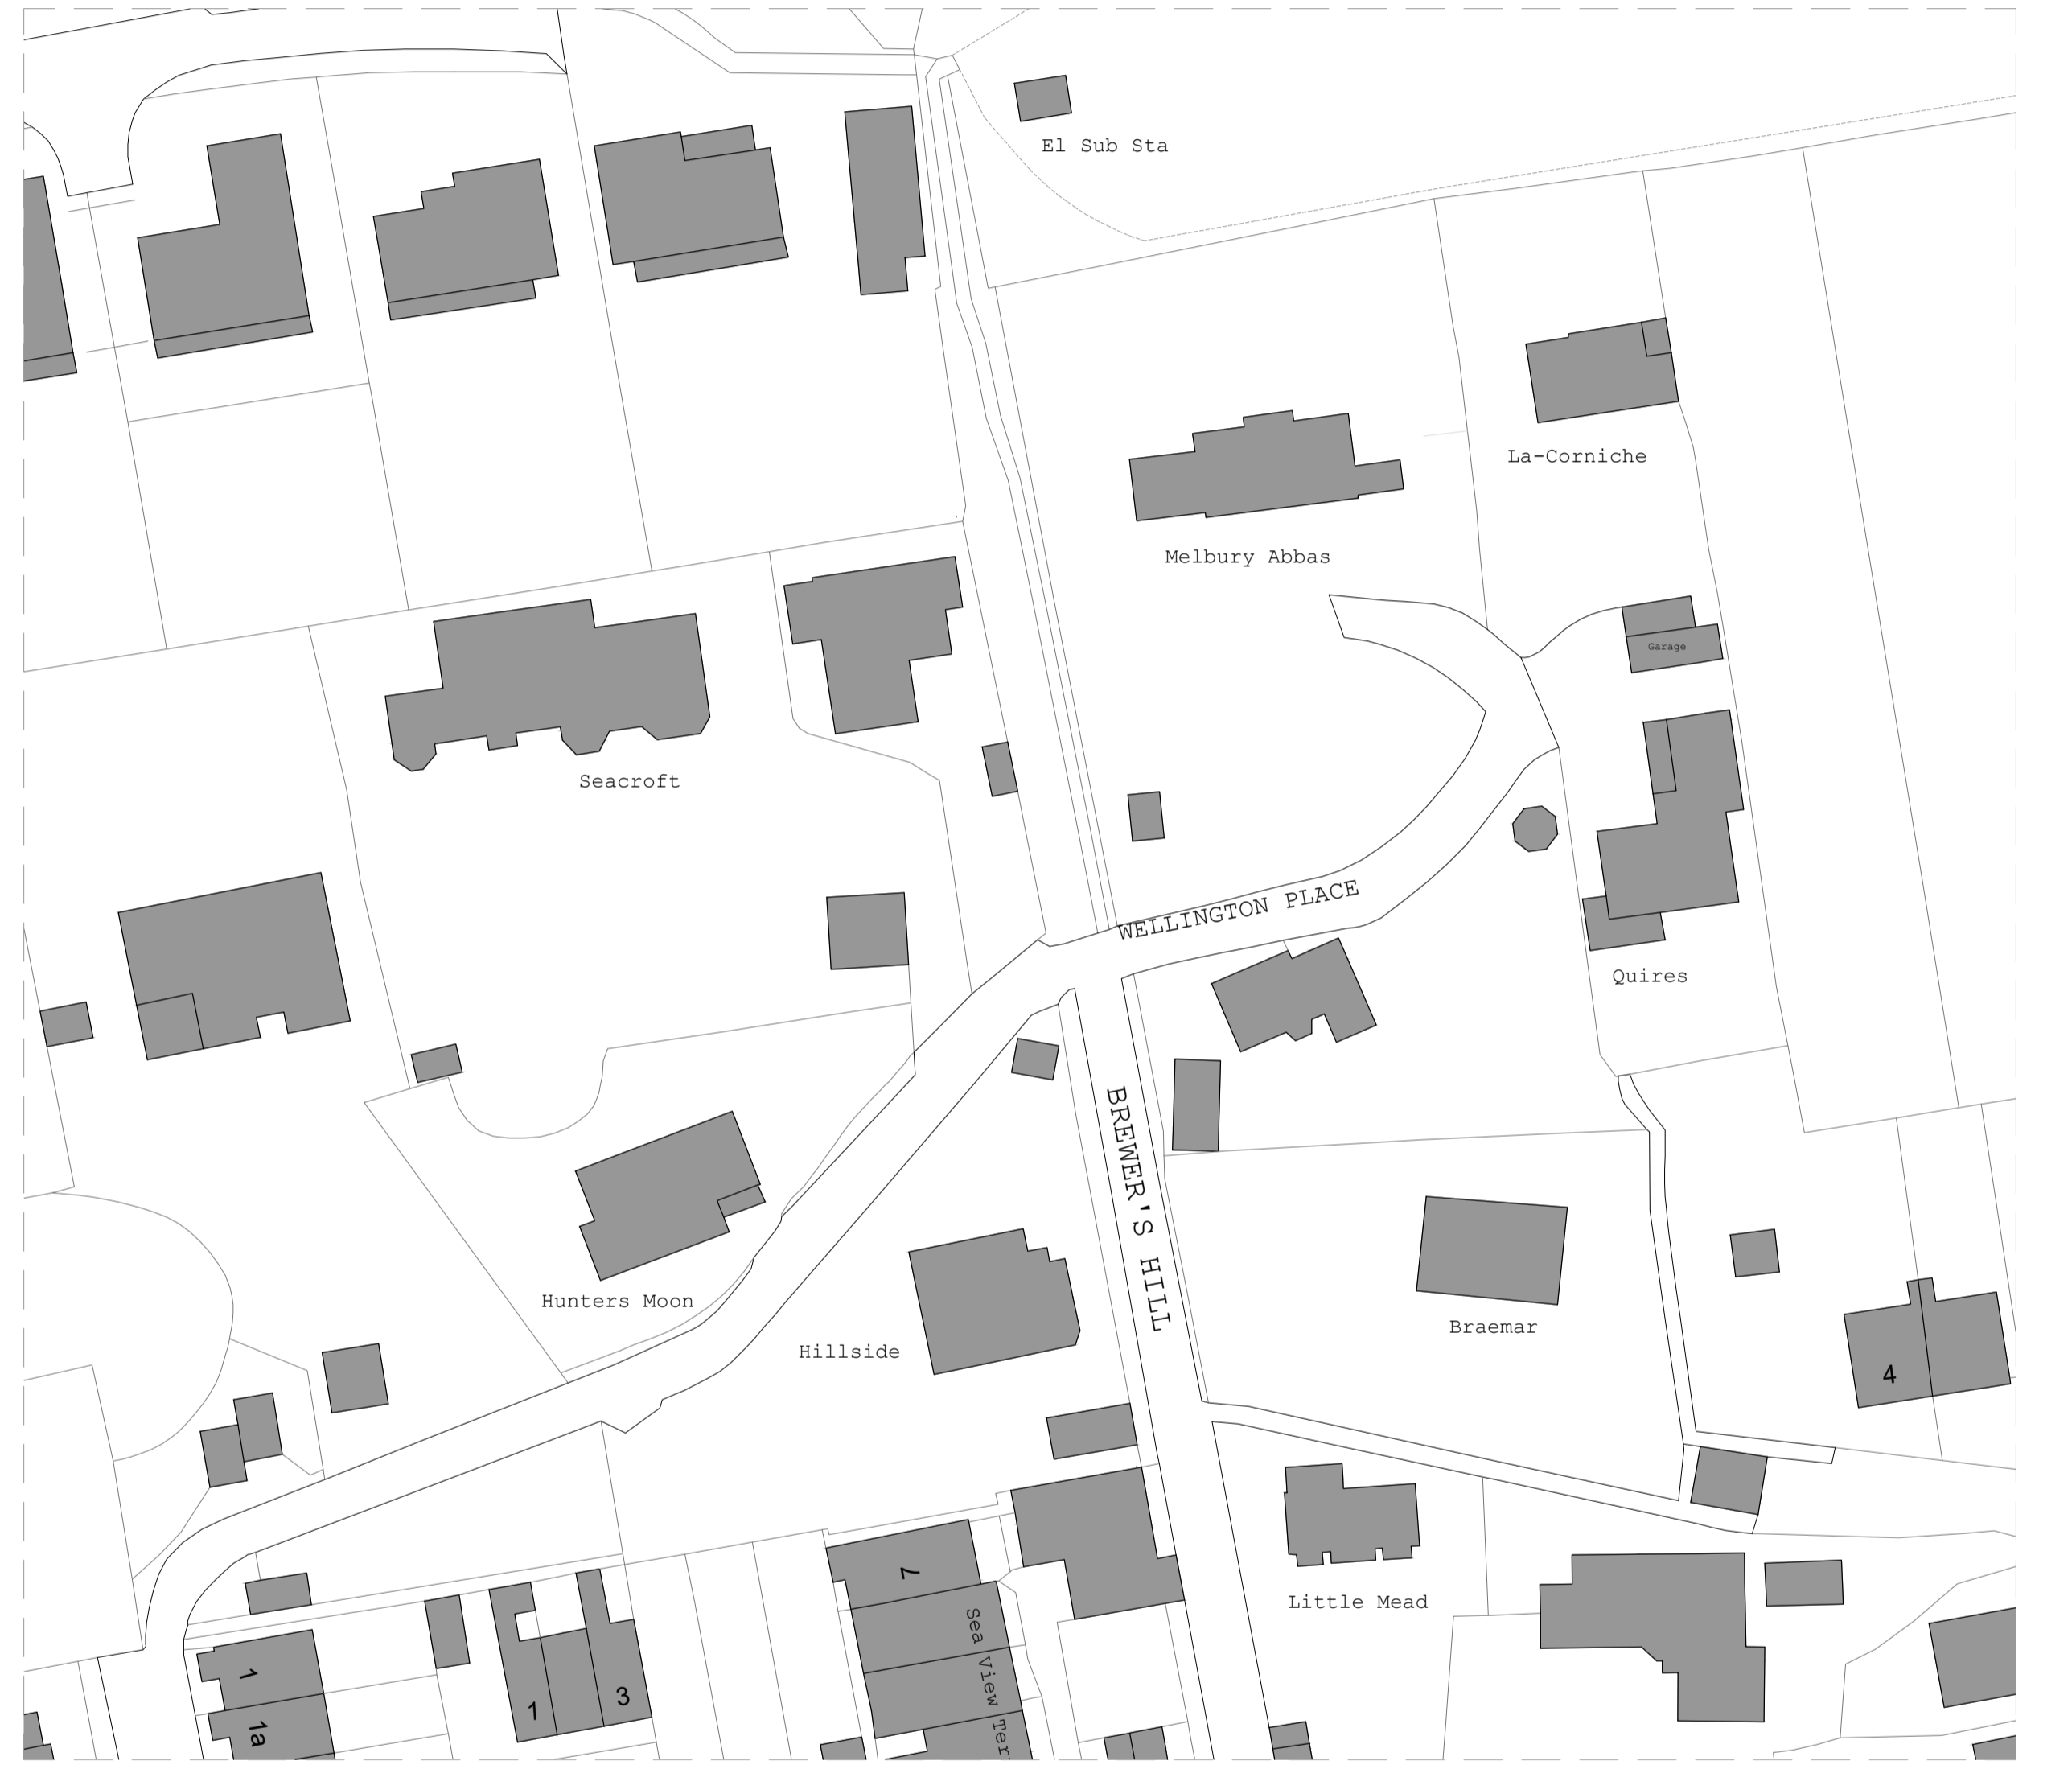 El Sub Sta
La-Corniche
Melbury Abbas
Garage
Seacroft
WELLINGTON PLACE
Quires
BREWER'S HILL
Hunters Moon
Braemar
Hillside
4
7
Little Mead
Sea View Ter
1
1a
1
3